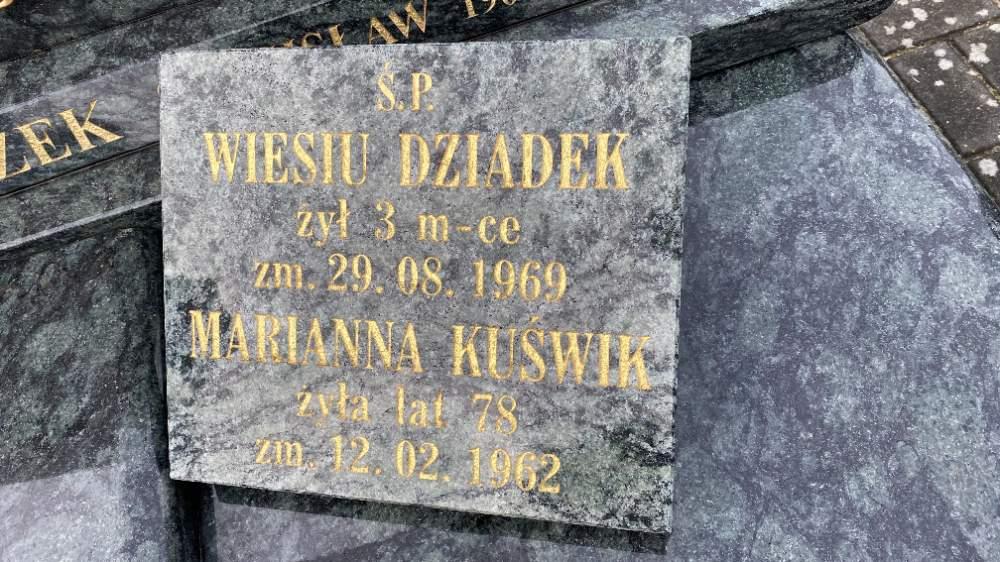 Ś.P.
WIESIU DZIADEK
żył 3 m-ce
zm. 29. 08. 1969
MARIANNA KUŚWIK
żyła lat 78
zm. 12. 02. 1962